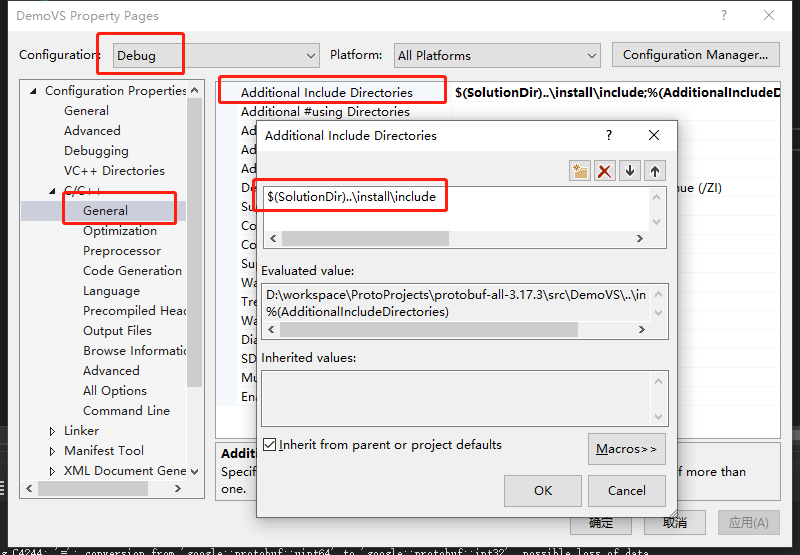 DemoVS Property Pages
Configuration: Debug Platform: All Platforms Configuration Manager...
Configuration Properties
General
Advanced
Debugging
VC++ Directories
C/C++
General
Optimization
Preprocessor
Code Generation
Language
Precompiled Head
Output Files
Browse Informatic
Advanced
All Options
Command Line
Linker
Manifest Tool
XML Document Gene
Additional Include Directories $(SolutionDir)..\install\include;%(AdditionalIncludeD
Additional #using Directories
Ad
Ad
Ad
De nue (/ZI)
Su
Co
Co
Su
Wa
Tre
Wa
Dia
SD
Mu
Ena
Additi
Specif f more than
one.
Additional Include Directories
$(SolutionDir)..\install\include
Evaluated value:
D:\workspace\ProtoProjects\protobuf-all-3.17.3\src\DemoVS\..\in
%(AdditionalIncludeDirectories)
Inherited values:
Inherit from parent or project defaults
Macros>>
OK Cancel
确定 取消 应用(A)
g C4244: '=': conversion from 'google::protobuf::uint64' to 'google::protobuf::int32', possible loss of data